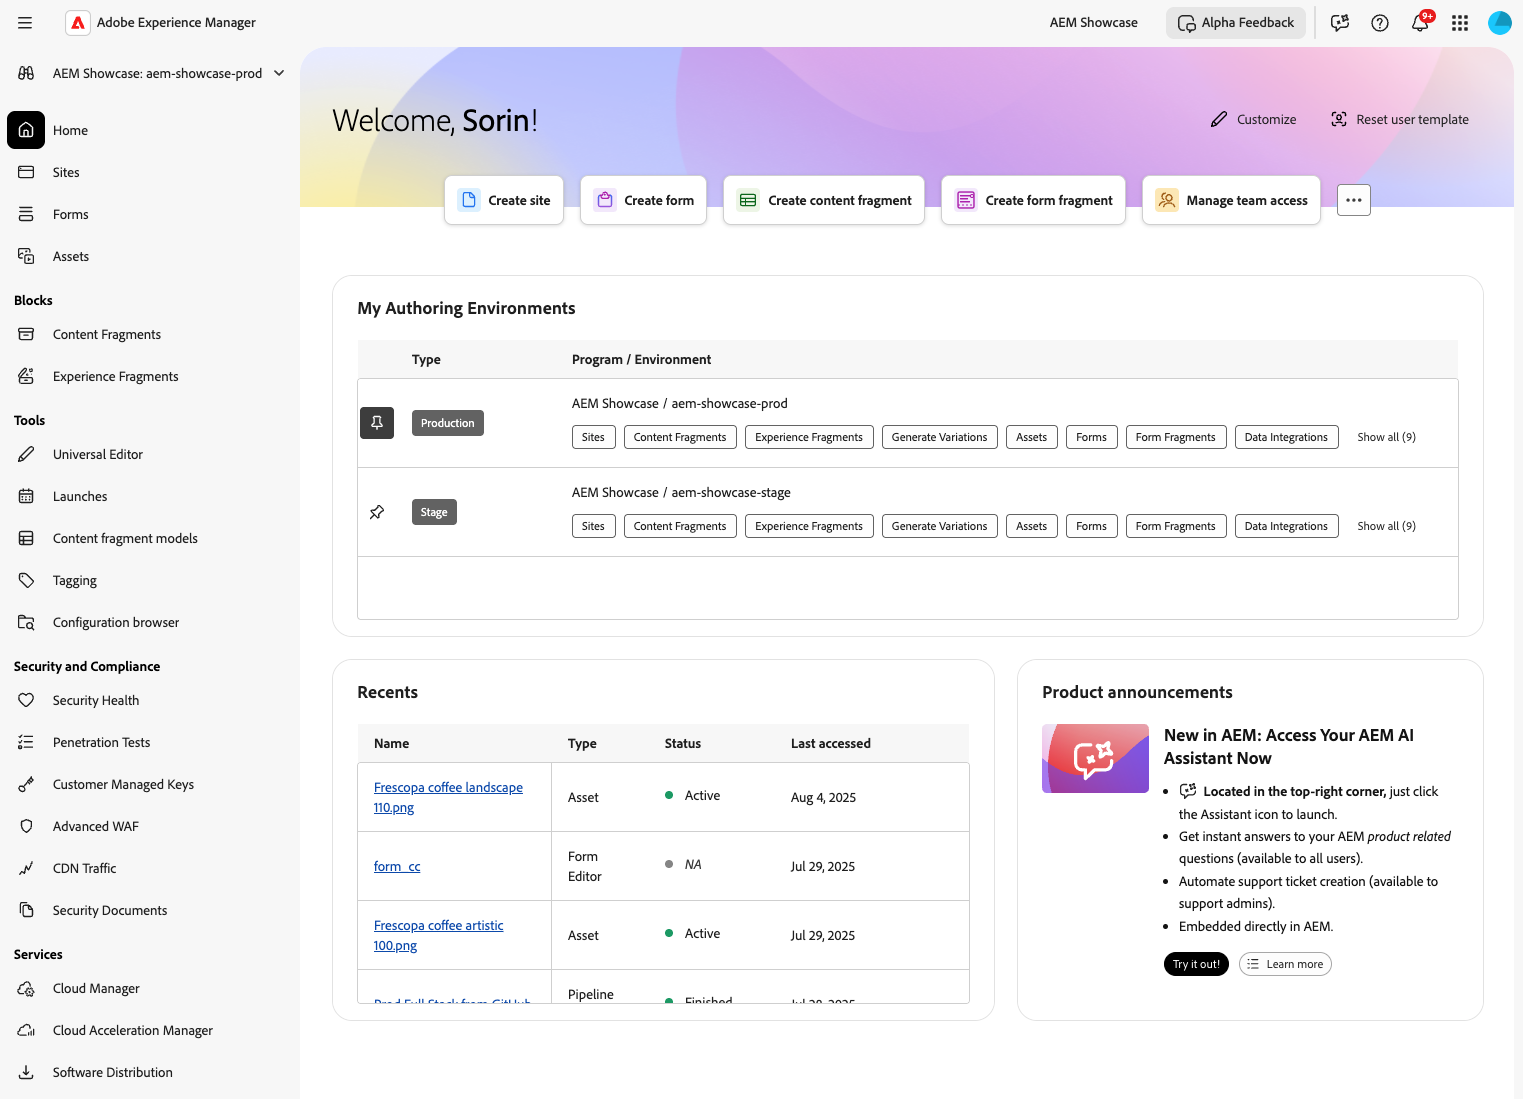 Adobe Experience Manager
AEM Showcase
Alpha Feedback
9+
AEM Showcase: aem-showcase-prod
Home
Sites
Forms
Assets
Blocks
Content Fragments
Experience Fragments
Tools
Universal Editor
Launches
Content fragment models
Tagging
Configuration browser
Security and Compliance
Security Health
Penetration Tests
Customer Managed Keys
Advanced WAF
CDN Traffic
Security Documents
Services
Cloud Manager
Cloud Acceleration Manager
Software Distribution
Welcome, Sorin!
Customize
Reset user template
Create site
Create form
Create content fragment
Create form fragment
Manage team access
My Authoring Environments
Type Program / Environment
Production
AEM Showcase / aem-showcase-prod
Sites Content Fragments Experience Fragments Generate Variations Assets Forms Form Fragments Data Integrations Show all (9)
Stage
AEM Showcase / aem-showcase-stage
Sites Content Fragments Experience Fragments Generate Variations Assets Forms Form Fragments Data Integrations Show all (9)
Recents
Name Type Status Last accessed
Frescopa coffee landscape
110.png
Asset Active Aug 4, 2025
form_cc
Form
Editor
NA Jul 29, 2025
Frescopa coffee artistic
100.png
Asset Active Jul 29, 2025
Prod Full Stack from GitHub
Pipeline
Finished Jul 28, 2025
Product announcements
New in AEM: Access Your AEM AI
Assistant Now
Located in the top-right corner, just click
the Assistant icon to launch.
Get instant answers to your AEM product related
questions (available to all users).
Automate support ticket creation (available to
support admins).
Embedded directly in AEM.
Try it out!
Learn more